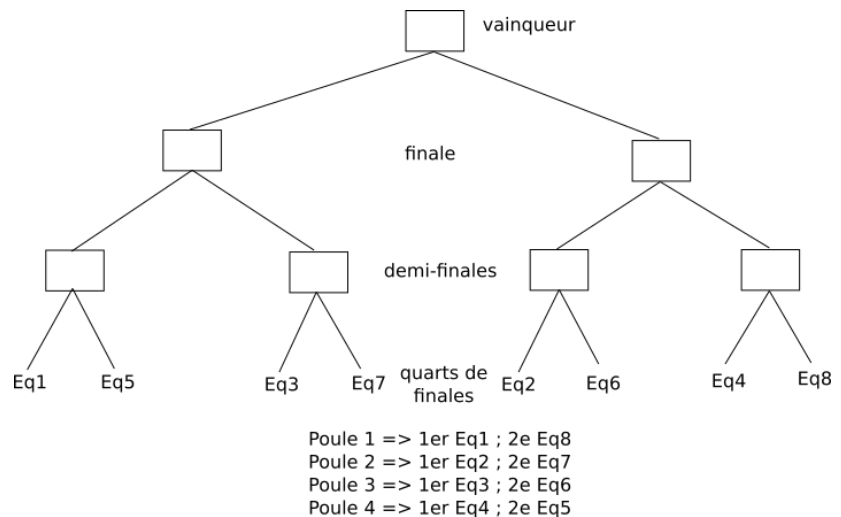 vainqueur
finale
demi-finales
Eq1 Eq5 Eq3 Eq7 quarts de Eq2 Eq6 Eq4 Eq8
finales
Poule 1 => 1er Eq1 ; 2e Eq8
Poule 2 => 1er Eq2 ; 2e Eq7
Poule 3 => 1er Eq3 ; 2e Eq6
Poule 4 => 1er Eq4 ; 2e Eq5